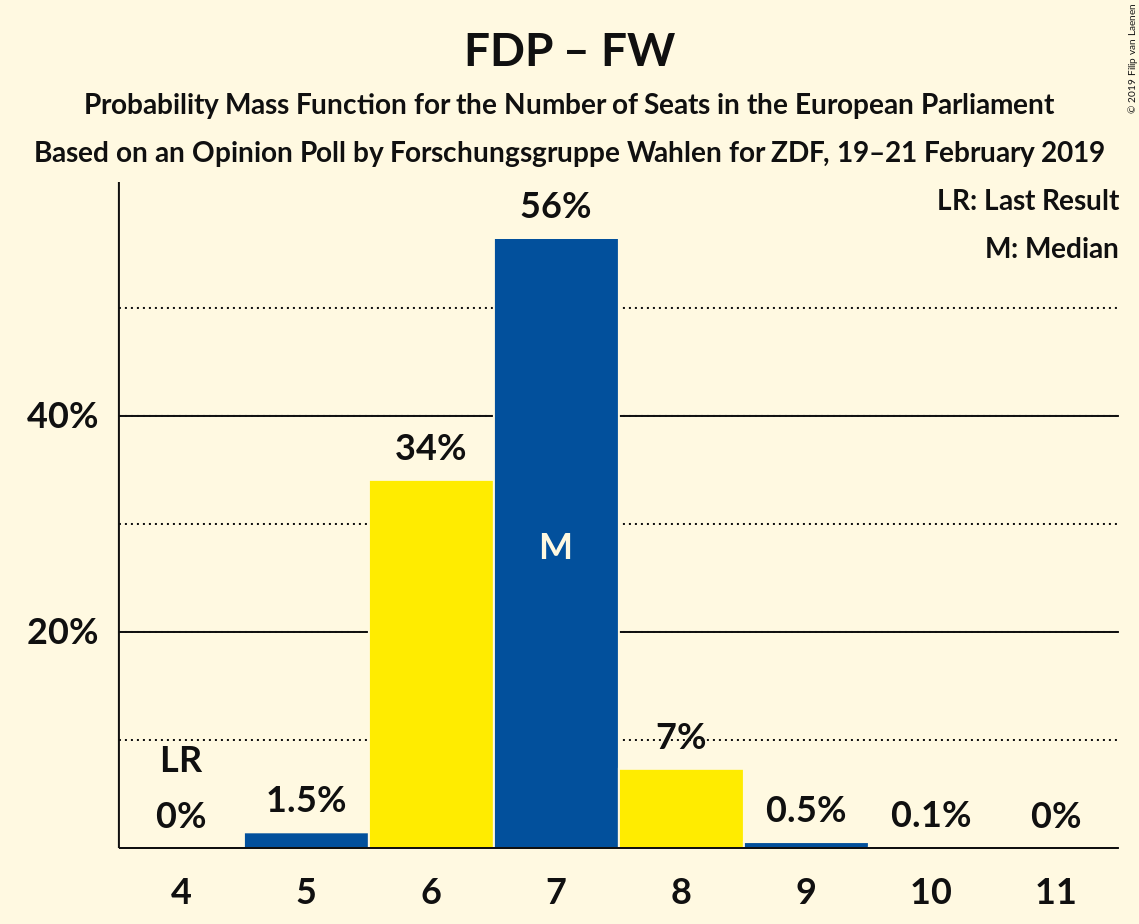 FDP – FW
Probability Mass Function for the Number of Seats in the European Parliament
Based on an Opinion Poll by Forschungsgruppe Wahlen for ZDF, 19–21 February 2019
© 2019 Filip van Laenen
LR: Last Result
M: Median
56%
40%
34%
M
20%
7%
LR
1.5%
0%
0.5%
0.1%
0%
4 5 6 7 8 9 10 11